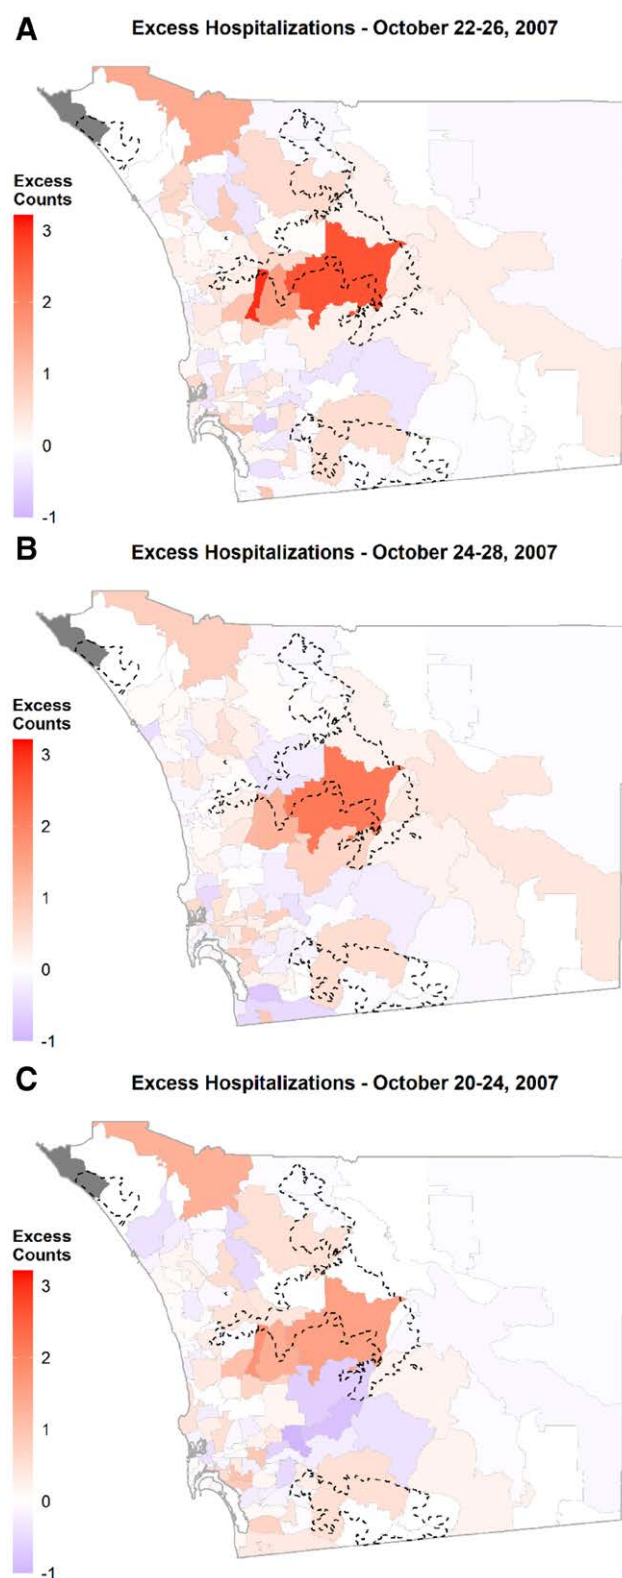 A
Excess Hospitalizations - October 22-26, 2007
Excess
Counts
3
2
1
0
-1
B
Excess Hospitalizations - October 24-28, 2007
Excess
Counts
3
2
1
0
-1
C
Excess Hospitalizations - October 20-24, 2007
Excess
Counts
3
2
1
0
-1